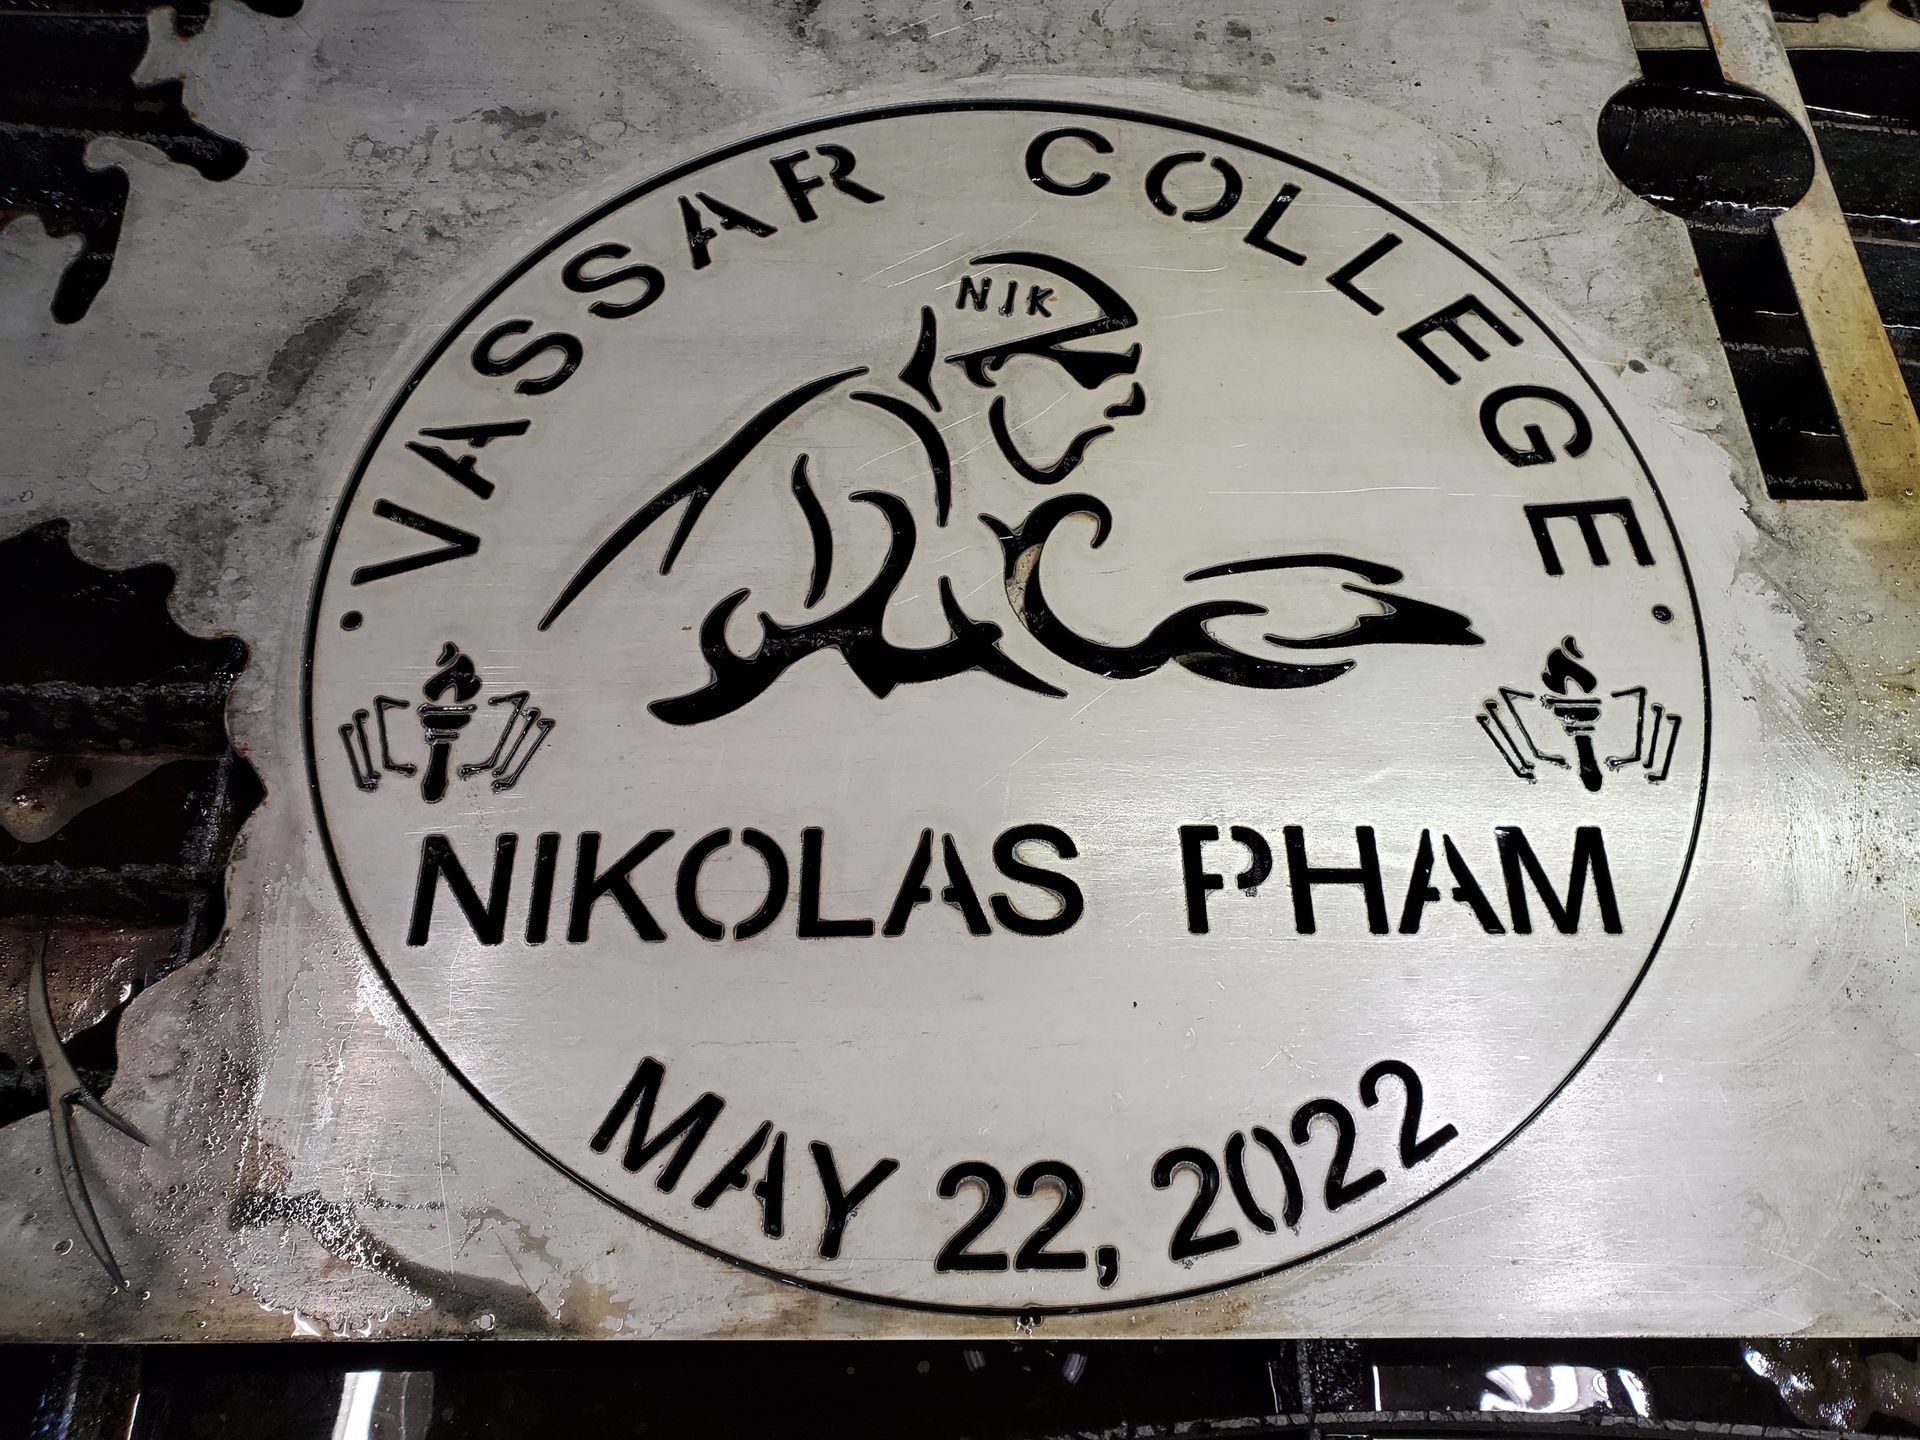 • VASSAR COLLEGE •
NIK
NIKOLAS PHAM
MAY 22, 2022